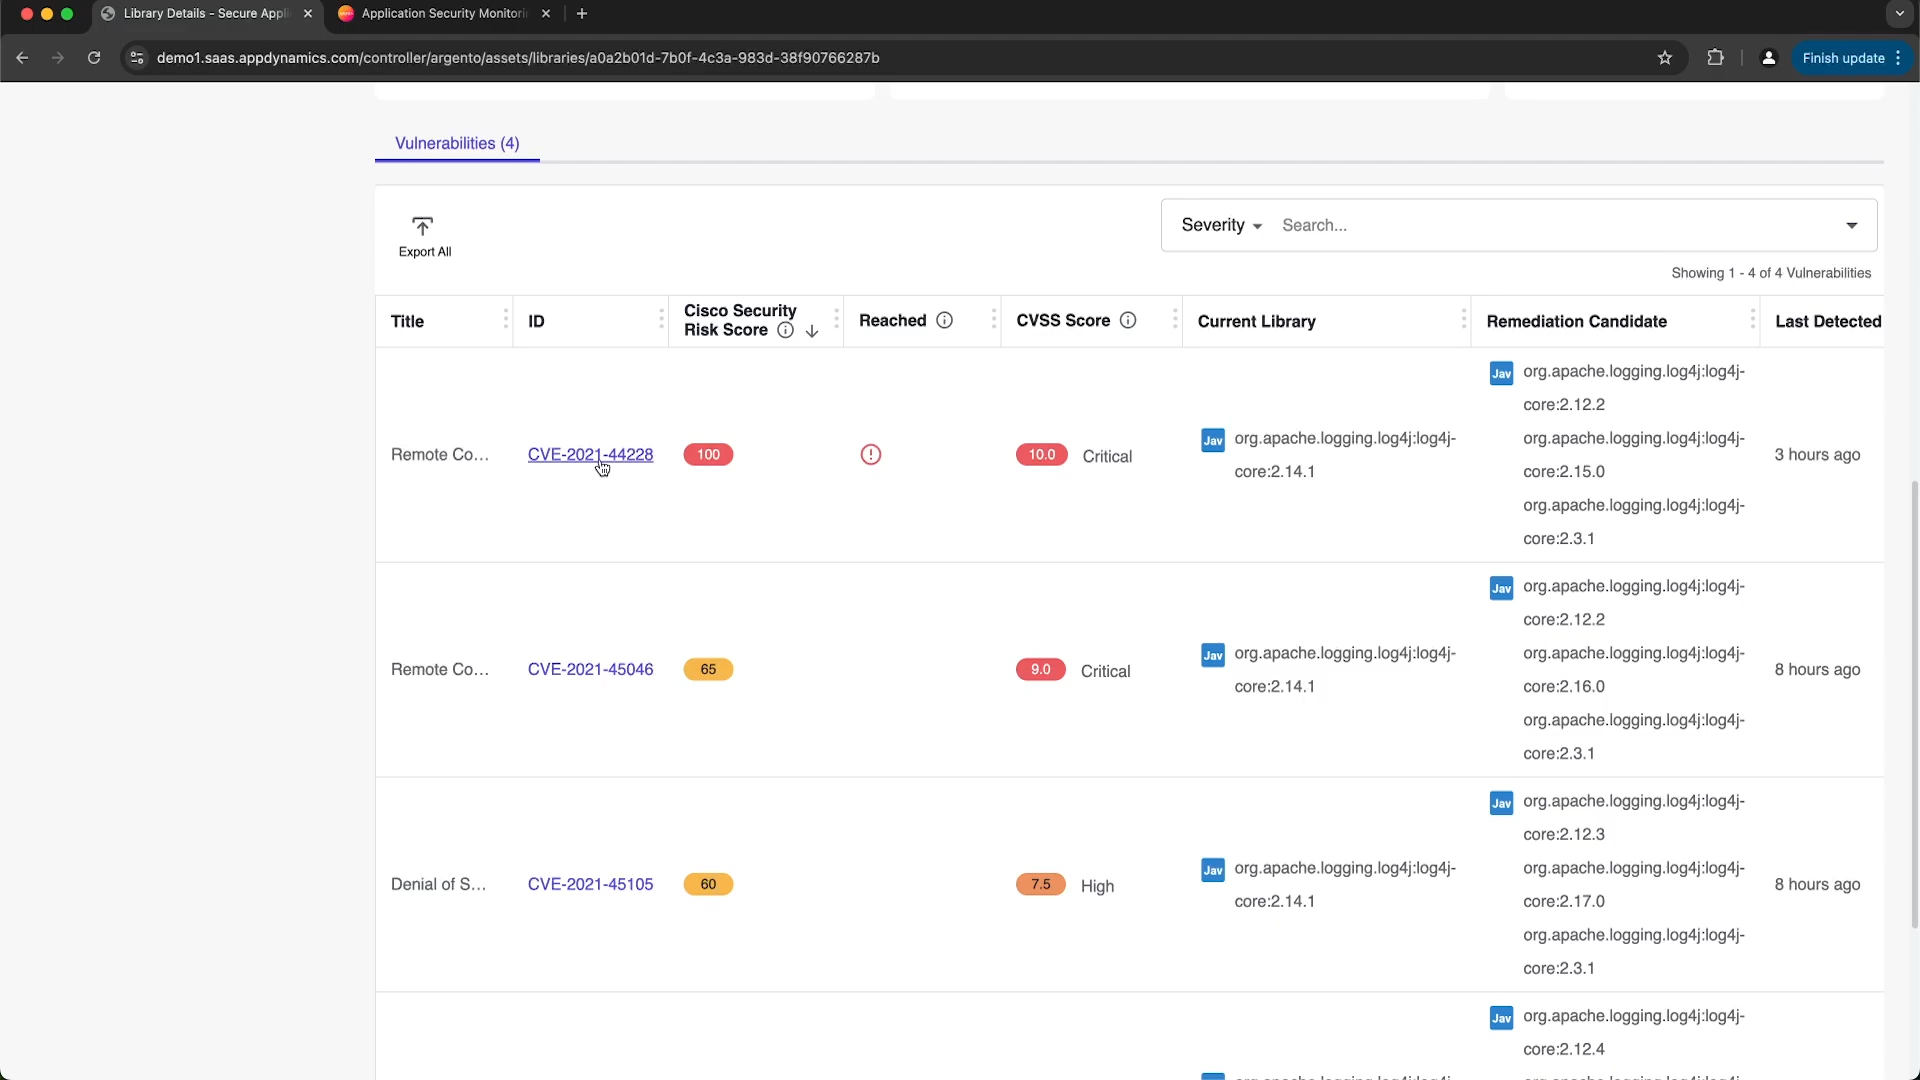 Library Details - Secure Appli
Application Security Monitorin
demo1.saas.appdynamics.com/controller/argento/assets/libraries/a0a2b01d-7b0f-4c3a-983d-38f90766287b
Finish update
Vulnerabilities (4)
Export All
Severity
Search...
Showing 1 - 4 of 4 Vulnerabilities
Title
ID
Cisco Security
Risk Score
Reached
CVSS Score
Current Library
Remediation Candidate
Last Detected
Remote Co...
CVE-2021-44228
100
10.0
Critical
Jav
org.apache.logging.log4j:log4j-
core:2.14.1
Jav
org.apache.logging.log4j:log4j-
core:2.12.2
org.apache.logging.log4j:log4j-
core:2.15.0
org.apache.logging.log4j:log4j-
core:2.3.1
3 hours ago
Remote Co...
CVE-2021-45046
65
9.0
Critical
Jav
org.apache.logging.log4j:log4j-
core:2.14.1
Jav
org.apache.logging.log4j:log4j-
core:2.12.2
org.apache.logging.log4j:log4j-
core:2.16.0
org.apache.logging.log4j:log4j-
core:2.3.1
8 hours ago
Denial of S...
CVE-2021-45105
60
7.5
High
Jav
org.apache.logging.log4j:log4j-
core:2.14.1
Jav
org.apache.logging.log4j:log4j-
core:2.12.3
org.apache.logging.log4j:log4j-
core:2.17.0
org.apache.logging.log4j:log4j-
core:2.3.1
8 hours ago
Jav
org.apache.logging.log4j:log4j-
core:2.12.4